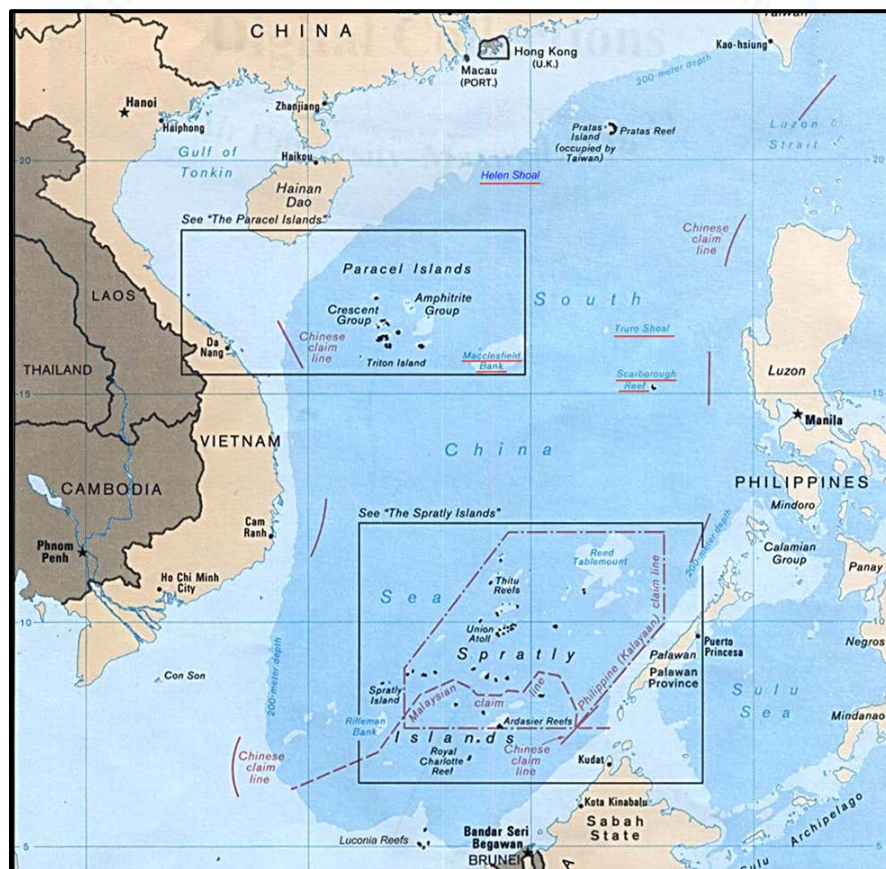 CHINA
Taiwan
Kao-hsiung
Hong Kong
(U.K.)
Macau
(PORT.)
200-meter depth
Hanoi
Haiphong
Zhanjiang
Pratas
Island
(occupied by
Taiwan)
Pratas Reef
Luzon
Strait
Gulf of
Tonkin
Haikou
20
Helen Shoal
Hainan
Dao
See "The Paracel Islands"
Chinese
claim
line
Paracel Islands
LAOS
Amphitrite
Group
Crescent
Group
South
Chinese
claim
line
Truro Shoal
Da
Nang
Triton Island
Macclesfield
Bank
THAILAND
Scarborough
Reef
Luzon
15
Manila
VIETNAM
China
CAMBODIA
PHILIPPINES
Mindoro
See "The Spratly Islands"
Cam
Ranh
200-meter depth
Phnom
Penh
Reed
Tablemount
Calamian
Group
Panay
Ho Chi Minh
City
Sea
Thitu
Reefs
Philippine (Kalayaan) claim line
10
Union
Atoll
Puerto
Princesa
Negros
Spratly
Palawan
Palawan
Province
Con Son
200-meter depth
Spratly
Island
Malaysian
claim
line
Sulu
Sea
Rifleman
Bank
Ardasier Reefs
Mindanao
Islands
Chinese
claim
line
Royal
Charlotte
Reef
Chinese
claim line
Kudat
Kota Kinabalu
Sabah
State
Sulu Archipelago
5
Luconia Reefs
Bandar Seri
Begawan
BRUNEI
A